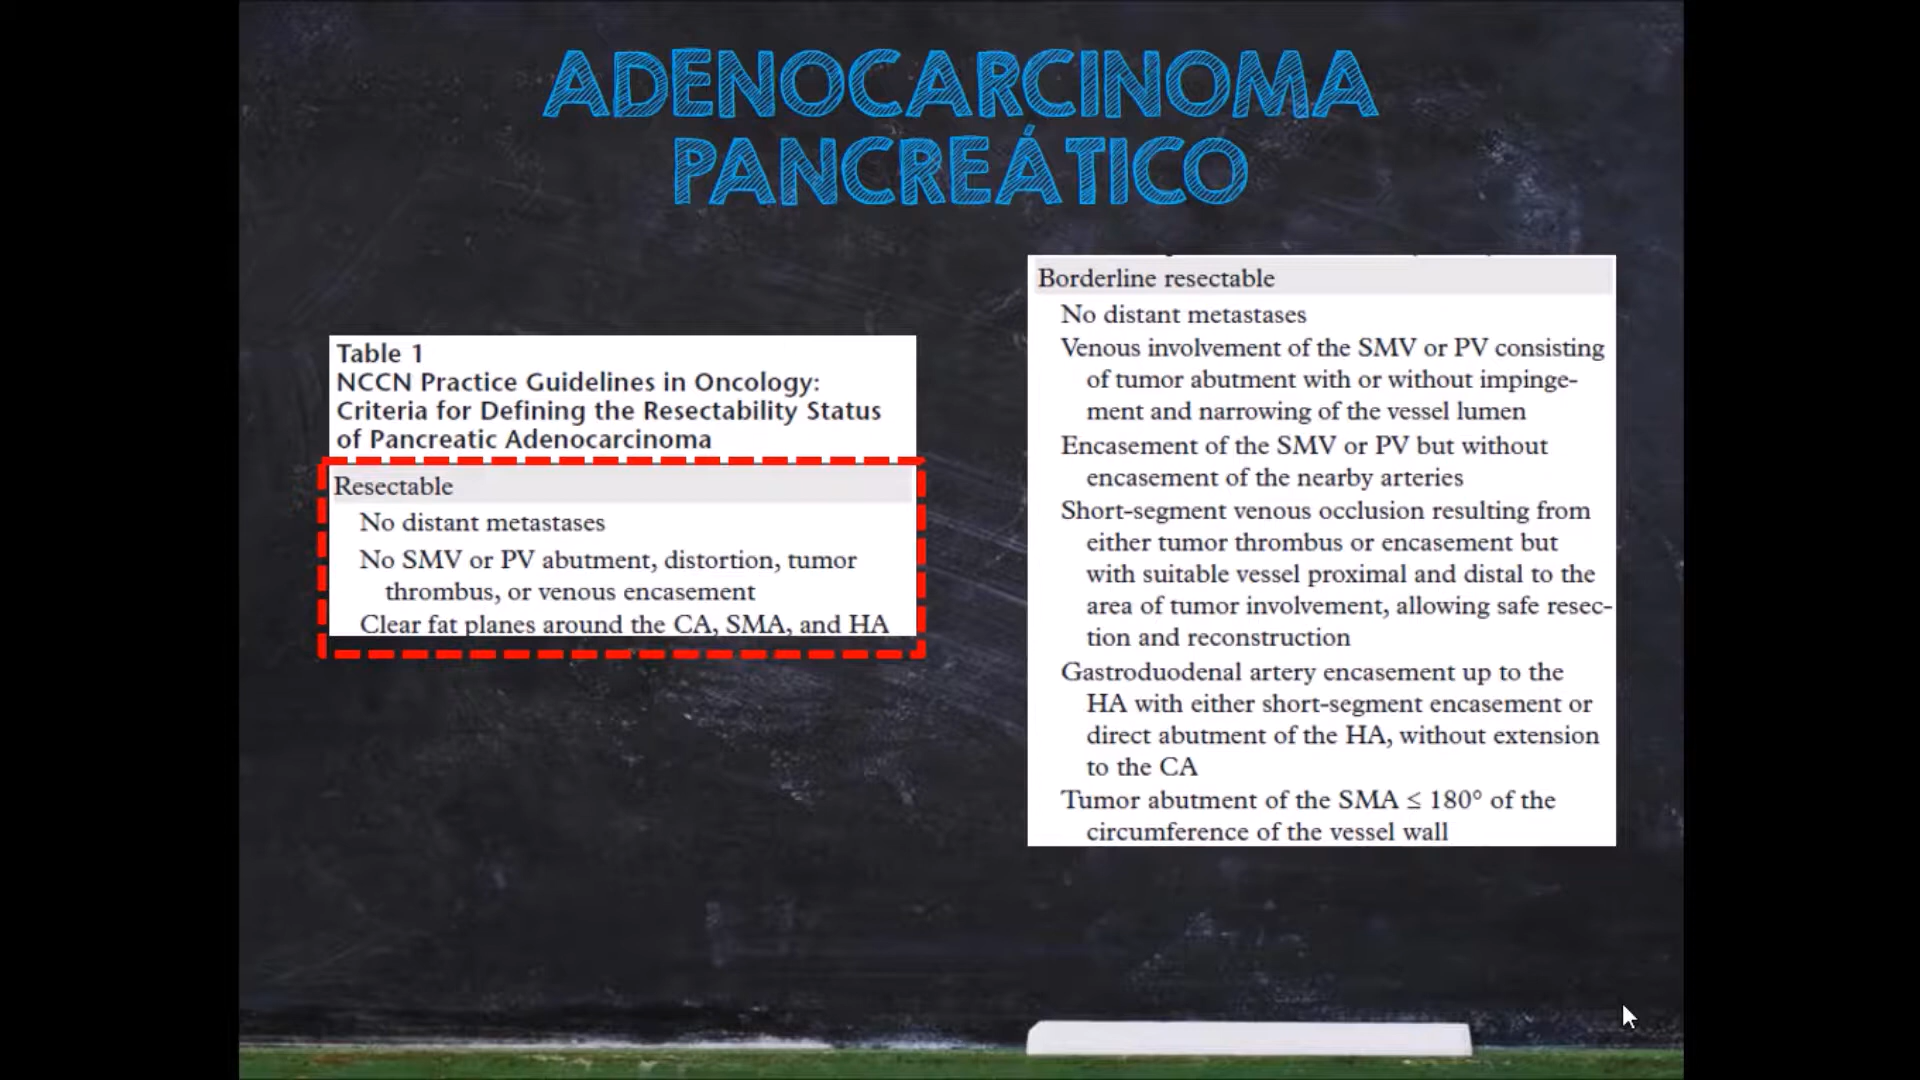 ADENOCARCINOMA
PANCREÁTICO
Table 1
NCCN Practice Guidelines in Oncology:
Criteria for Defining the Resectability Status
of Pancreatic Adenocarcinoma
Resectable
No distant metastases
No SMV or PV abutment, distortion, tumor
thrombus, or venous encasement
Clear fat planes around the CA, SMA, and HA
Borderline resectable
No distant metastases
Venous involvement of the SMV or PV consisting
of tumor abutment with or without impinge-
ment and narrowing of the vessel lumen
Encasement of the SMV or PV but without
encasement of the nearby arteries
Short-segment venous occlusion resulting from
either tumor thrombus or encasement but
with suitable vessel proximal and distal to the
area of tumor involvement, allowing safe resec-
tion and reconstruction
Gastroduodenal artery encasement up to the
HA with either short-segment encasement or
direct abutment of the HA, without extension
to the CA
Tumor abutment of the SMA ≤ 180° of the
circumference of the vessel wall